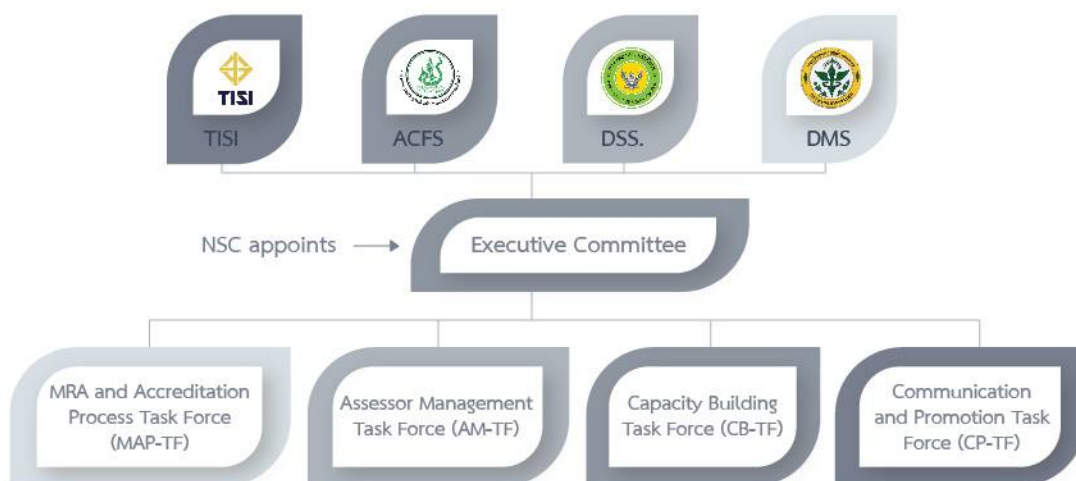 TISI
TISI
ACFS
DSS.
DMS
NSC appoints
Executive Committee
MRA and Accreditation
Process Task Force
(MAP-TF)
Assessor Management
Task Force (AM-TF)
Capacity Building
Task Force (CB-TF)
Communication
and Promotion Task
Force (CP-TF)